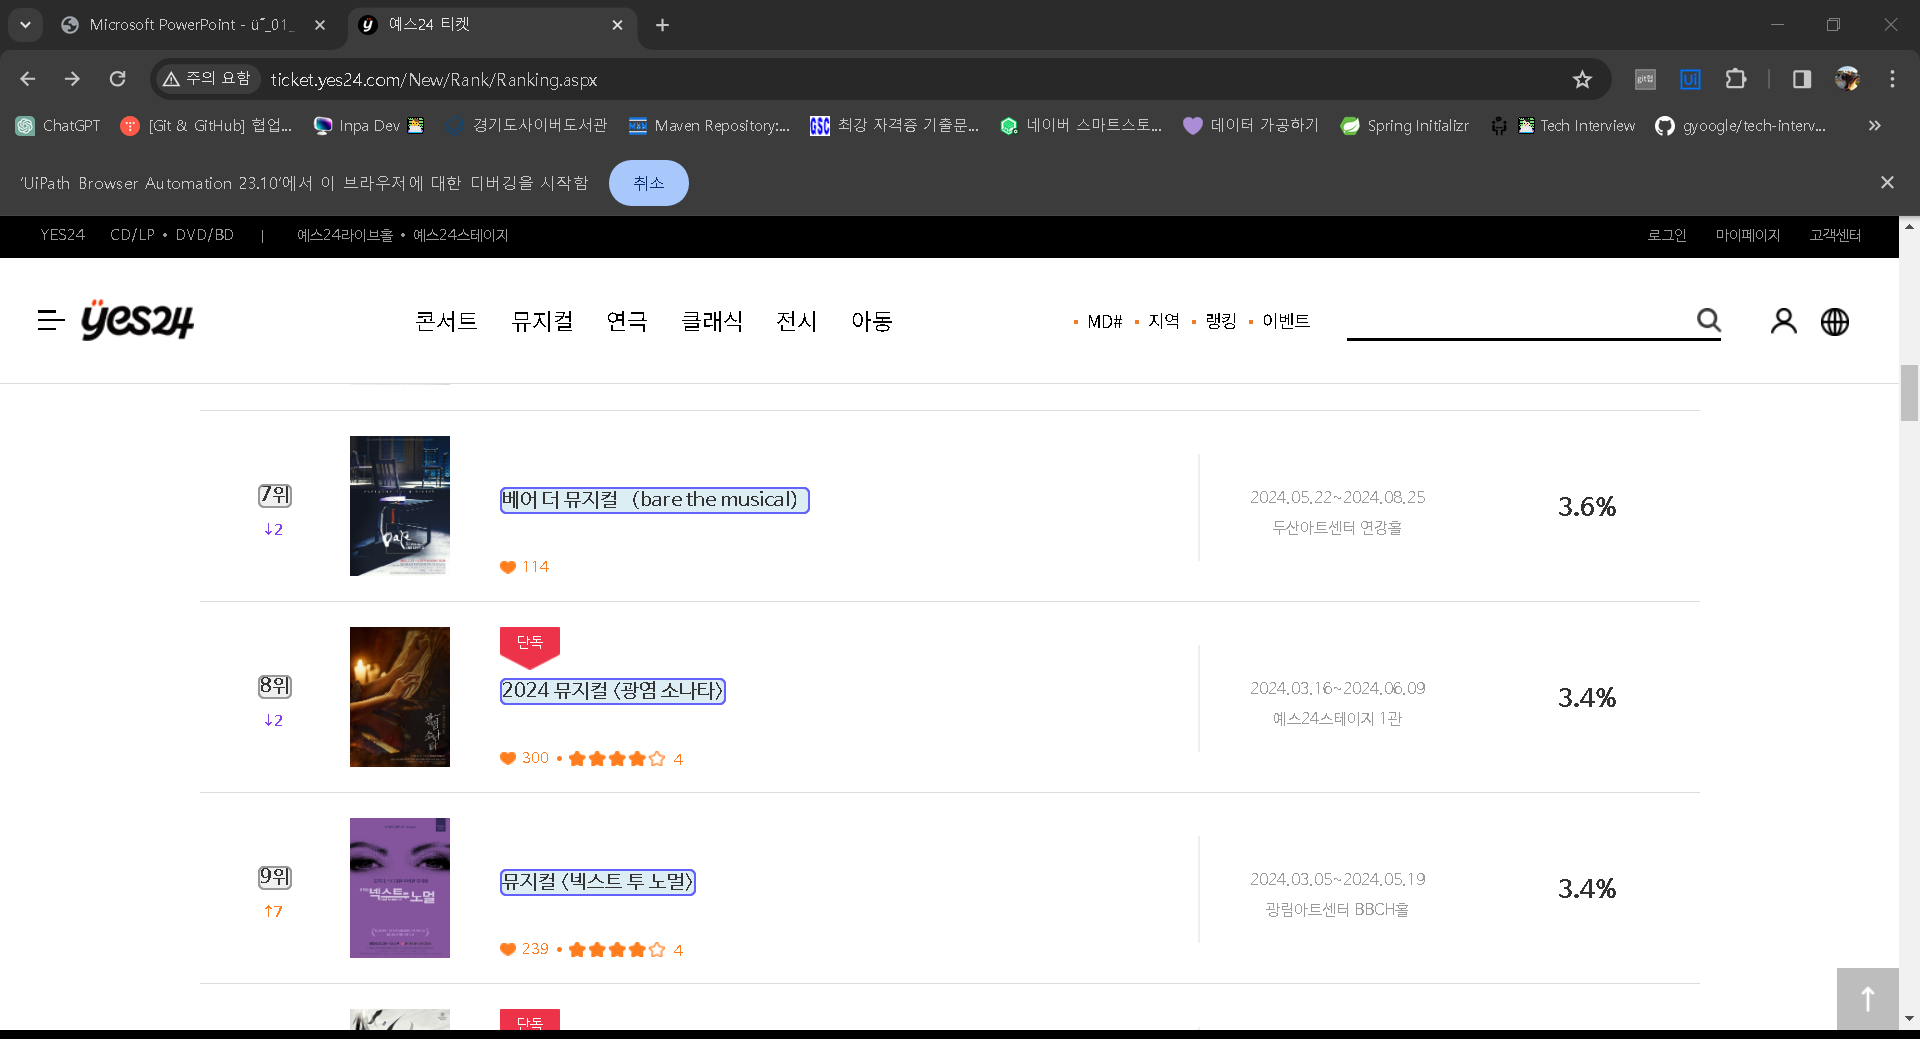 Microsoft PowerPoint - ü˝_01_
예스24 티켓
주의 요함
ticket.yes24.com/New/Rank/Ranking.aspx
ChatGPT
[Git & GitHub] 협업...
Inpa Dev
경기도사이버도서관
Maven Repository:...
최강 자격증 기출문...
네이버 스마트스토...
데이터 가공하기
Spring Initializr
Tech Interview
gyoogle/tech-interv...
'UiPath Browser Automation 23.10'에서 이 브라우저에 대한 디버깅을 시작함
취소
YES24 CD/LP • DVD/BD | 예스24라이브홀 • 예스24스테이지
로그인 마이페이지 고객센터
yes24
콘서트 뮤지컬 연극 클래식 전시 아동
MD# 지역 랭킹 이벤트
7위
↓2
bare
베어 더 뮤지컬 （bare the musical）
114
2024.05.22~2024.08.25
두산아트센터 연강홀
3.6%
8위
↓2
광염 소나타
단독
2024 뮤지컬 〈광염 소나타〉
300 • 4
2024.03.16~2024.06.09
예스24스테이지 1관
3.4%
9위
↑7
넥스트 투 노멀
뮤지컬 〈넥스트 투 노멀〉
239 • 4
2024.03.05~2024.05.19
광림아트센터 BBCH홀
3.4%
단독